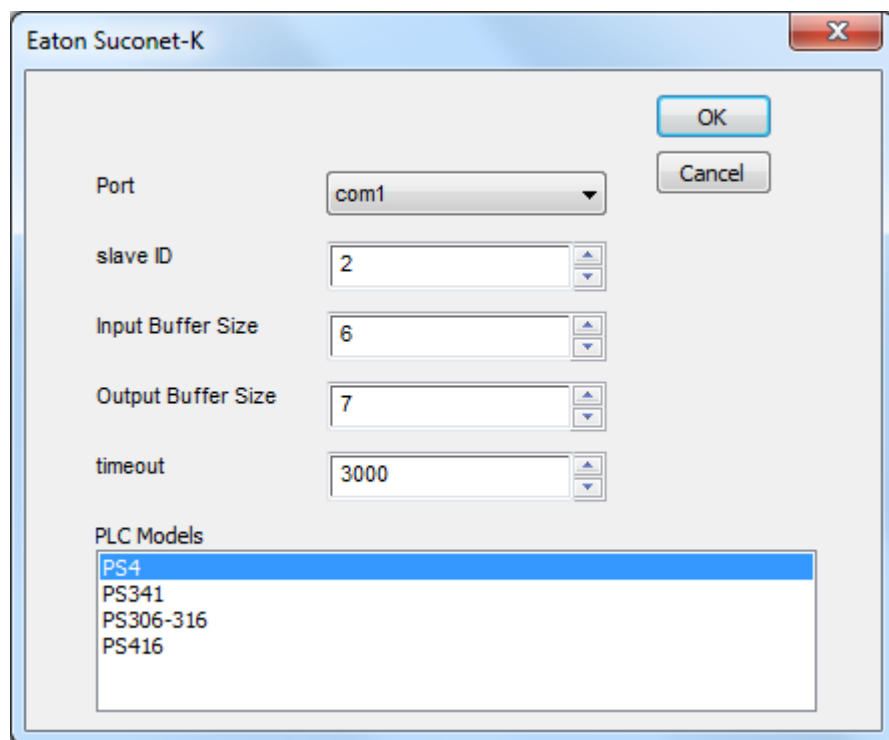 Eaton Suconet-K
OK
Cancel
Port
com1
slave ID
2
Input Buffer Size
6
Output Buffer Size
7
timeout
3000
PLC Models
PS4
PS341
PS306-316
PS416